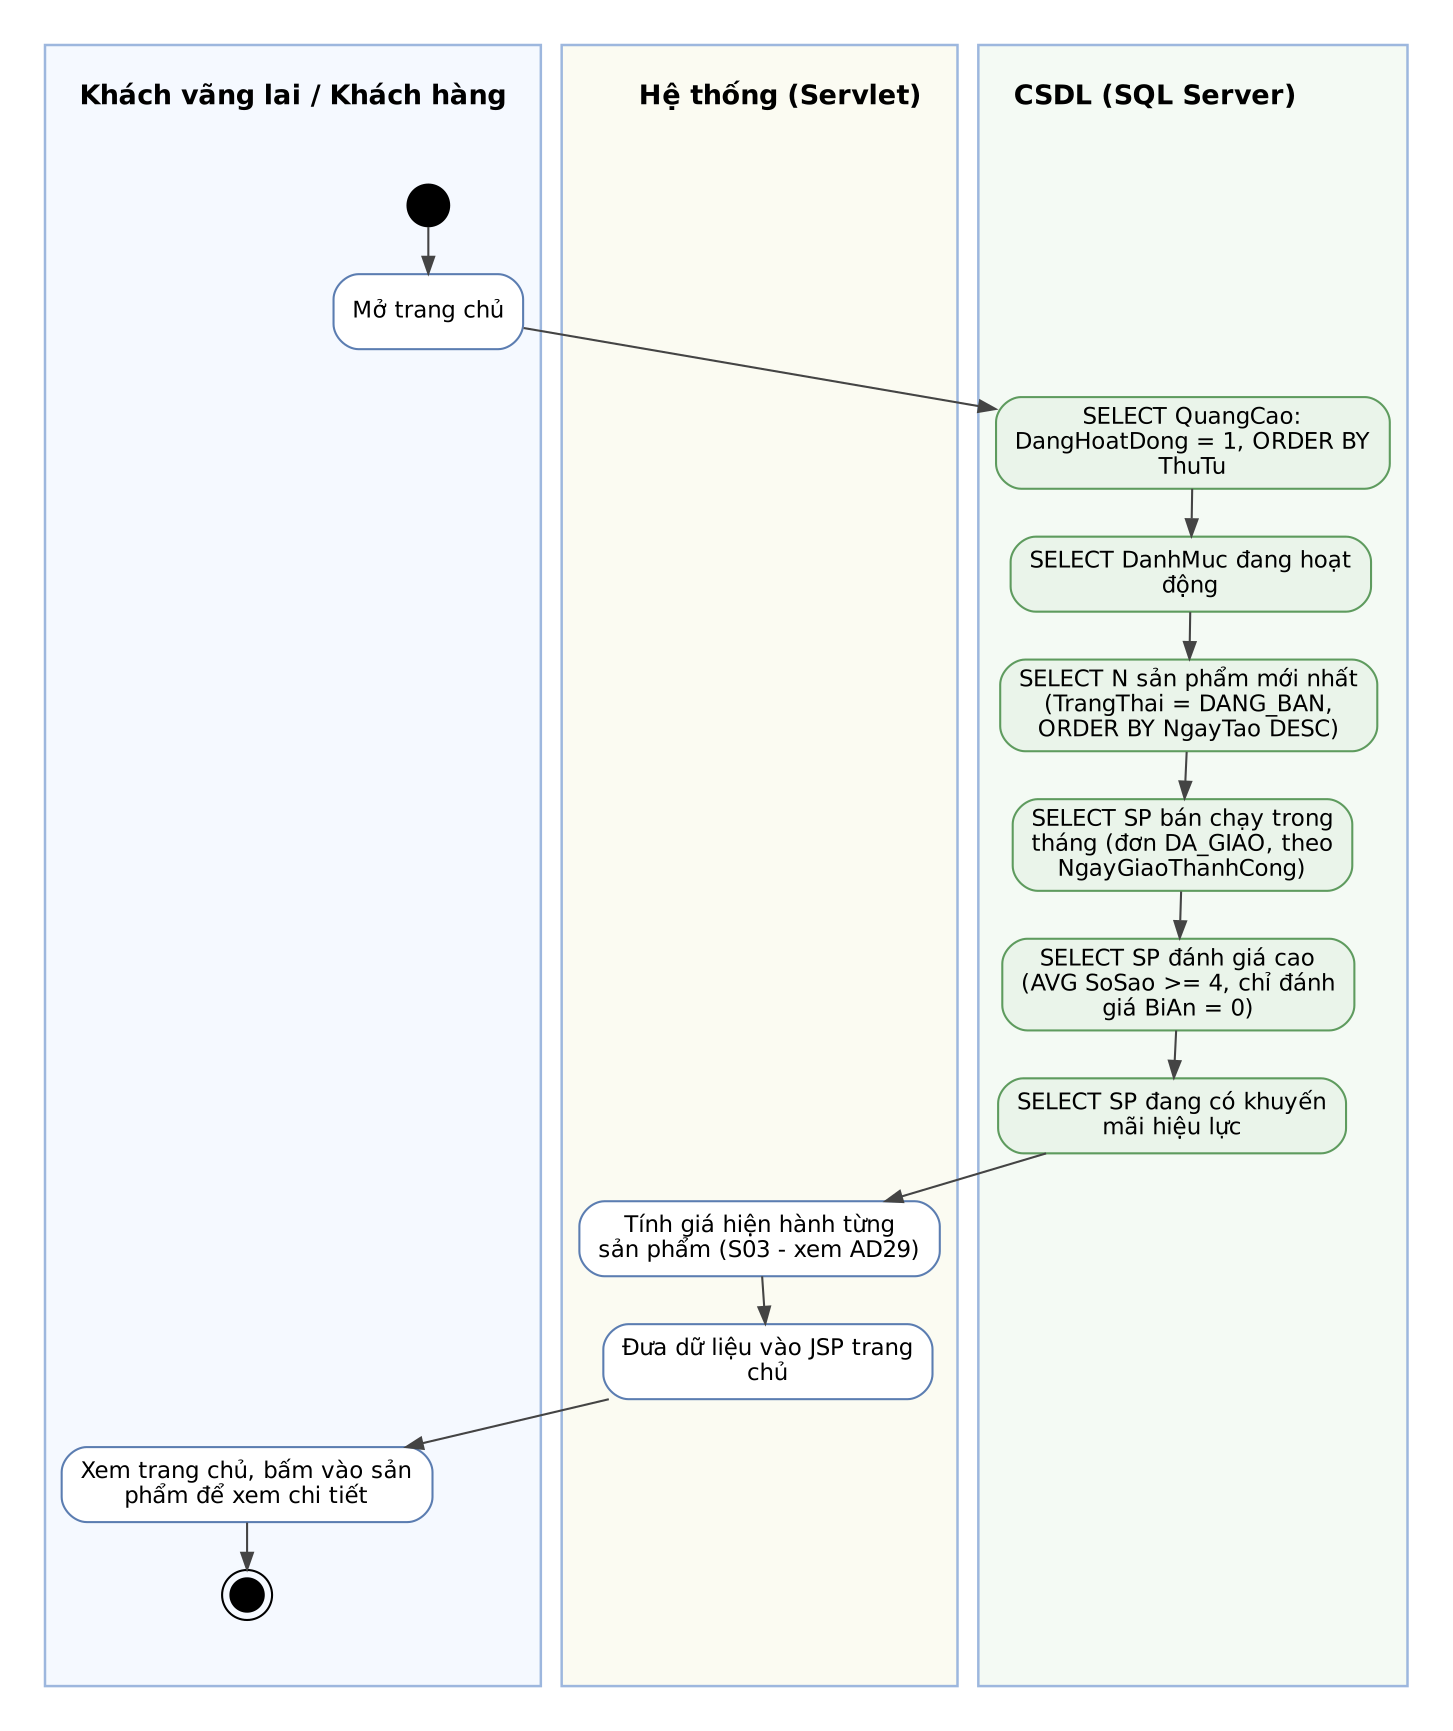 Khách vãng lai / Khách hàng
Hệ thống (Servlet)
CSDL (SQL Server)
Mở trang chủ
SELECT QuangCao:
DangHoatDong = 1, ORDER BY
ThuTu
SELECT DanhMuc đang hoạt
động
SELECT N sản phẩm mới nhất
(TrangThai = DANG_BAN,
ORDER BY NgayTao DESC)
SELECT SP bán chạy trong
tháng (đơn DA_GIAO, theo
NgayGiaoThanhCong)
SELECT SP đánh giá cao
(AVG SoSao >= 4, chỉ đánh
giá BiAn = 0)
SELECT SP đang có khuyến
mãi hiệu lực
Tính giá hiện hành từng
sản phẩm (S03 - xem AD29)
Đưa dữ liệu vào JSP trang
chủ
Xem trang chủ, bấm vào sản
phẩm để xem chi tiết